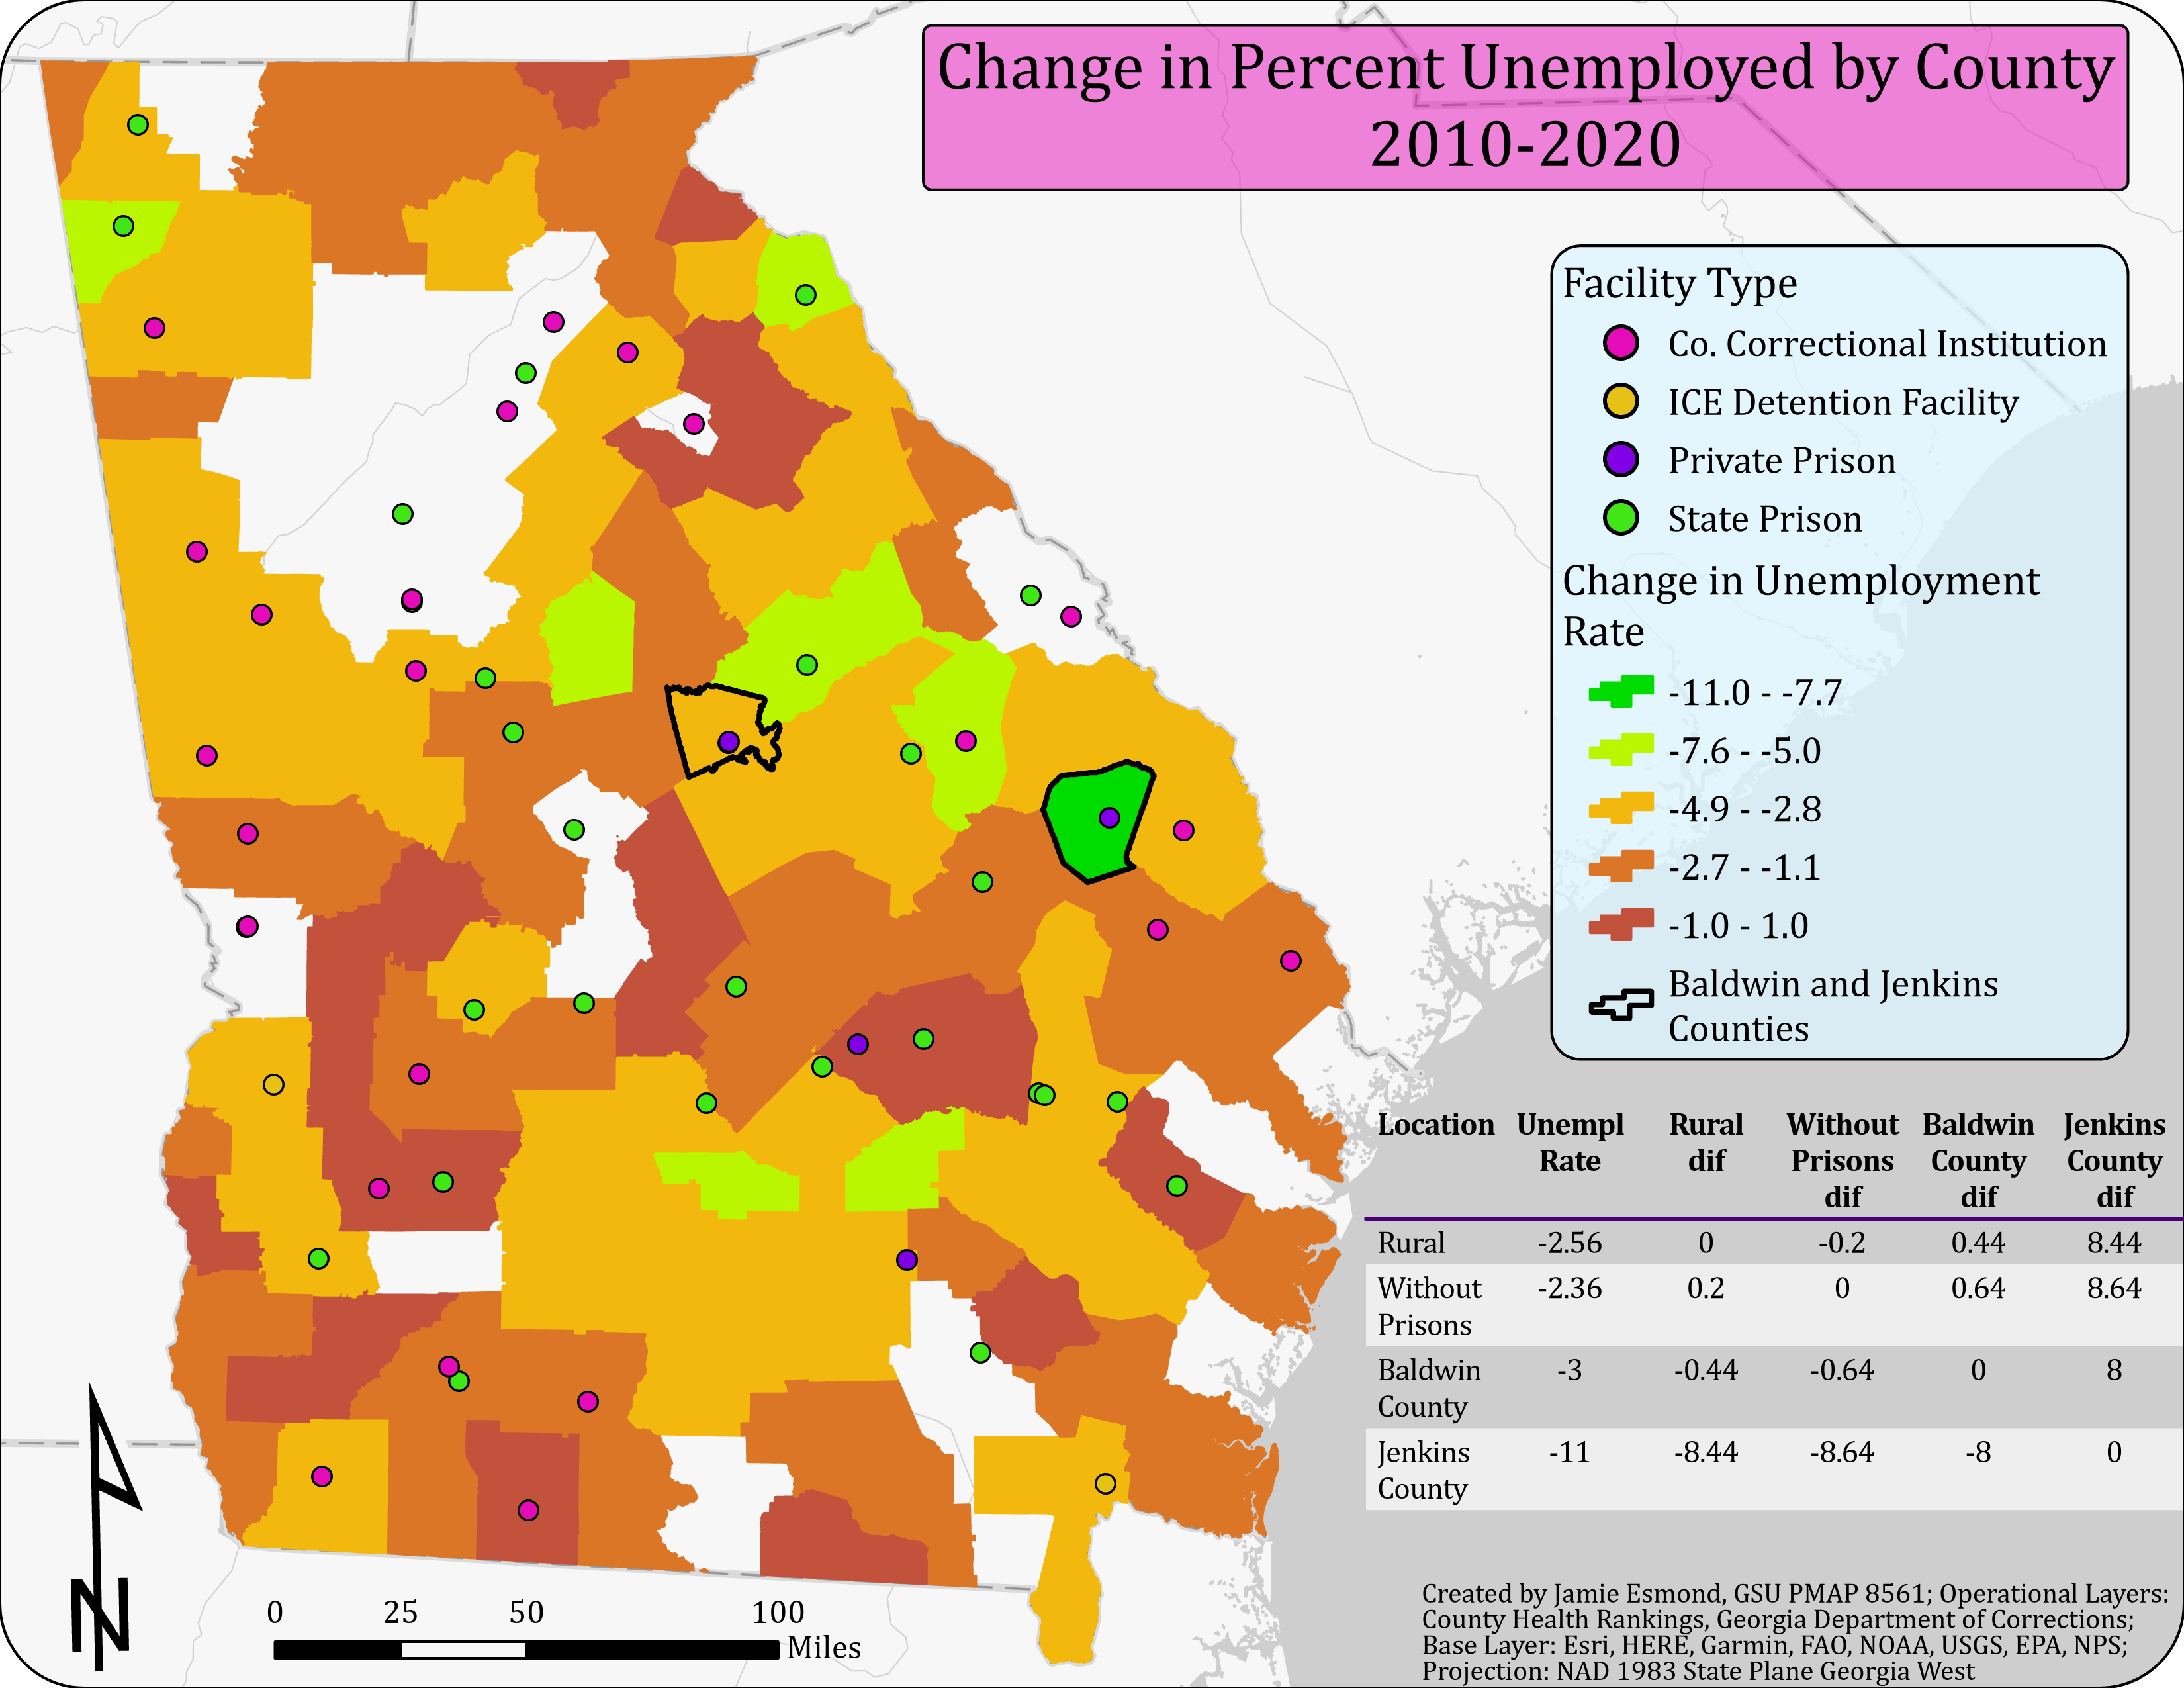 Change in Percent Unemployed by County
2010-2020
Facility Type
Co. Correctional Institution
ICE Detention Facility
Private Prison
State Prison
Change in Unemployment
Rate
-11.0 - -7.7
-7.6 - -5.0
-4.9 - -2.8
-2.7 - -1.1
-1.0 - 1.0
Baldwin and Jenkins
Counties
Location Unempl Rural Without Baldwin Jenkins
Rate dif Prisons County County
dif dif dif
Rural -2.56 0 -0.2 0.44 8.44
Without -2.36 0.2 0 0.64 8.64
Prisons
Baldwin -3 -0.44 -0.64 0 8
County
Jenkins -11 -8.44 -8.64 -8 0
County
N
0 25 50 100
Miles
Created by Jamie Esmond, GSU PMAP 8561; Operational Layers:
County Health Rankings, Georgia Department of Corrections;
Base Layer: Esri, HERE, Garmin, FAO, NOAA, USGS, EPA, NPS;
Projection: NAD 1983 State Plane Georgia West